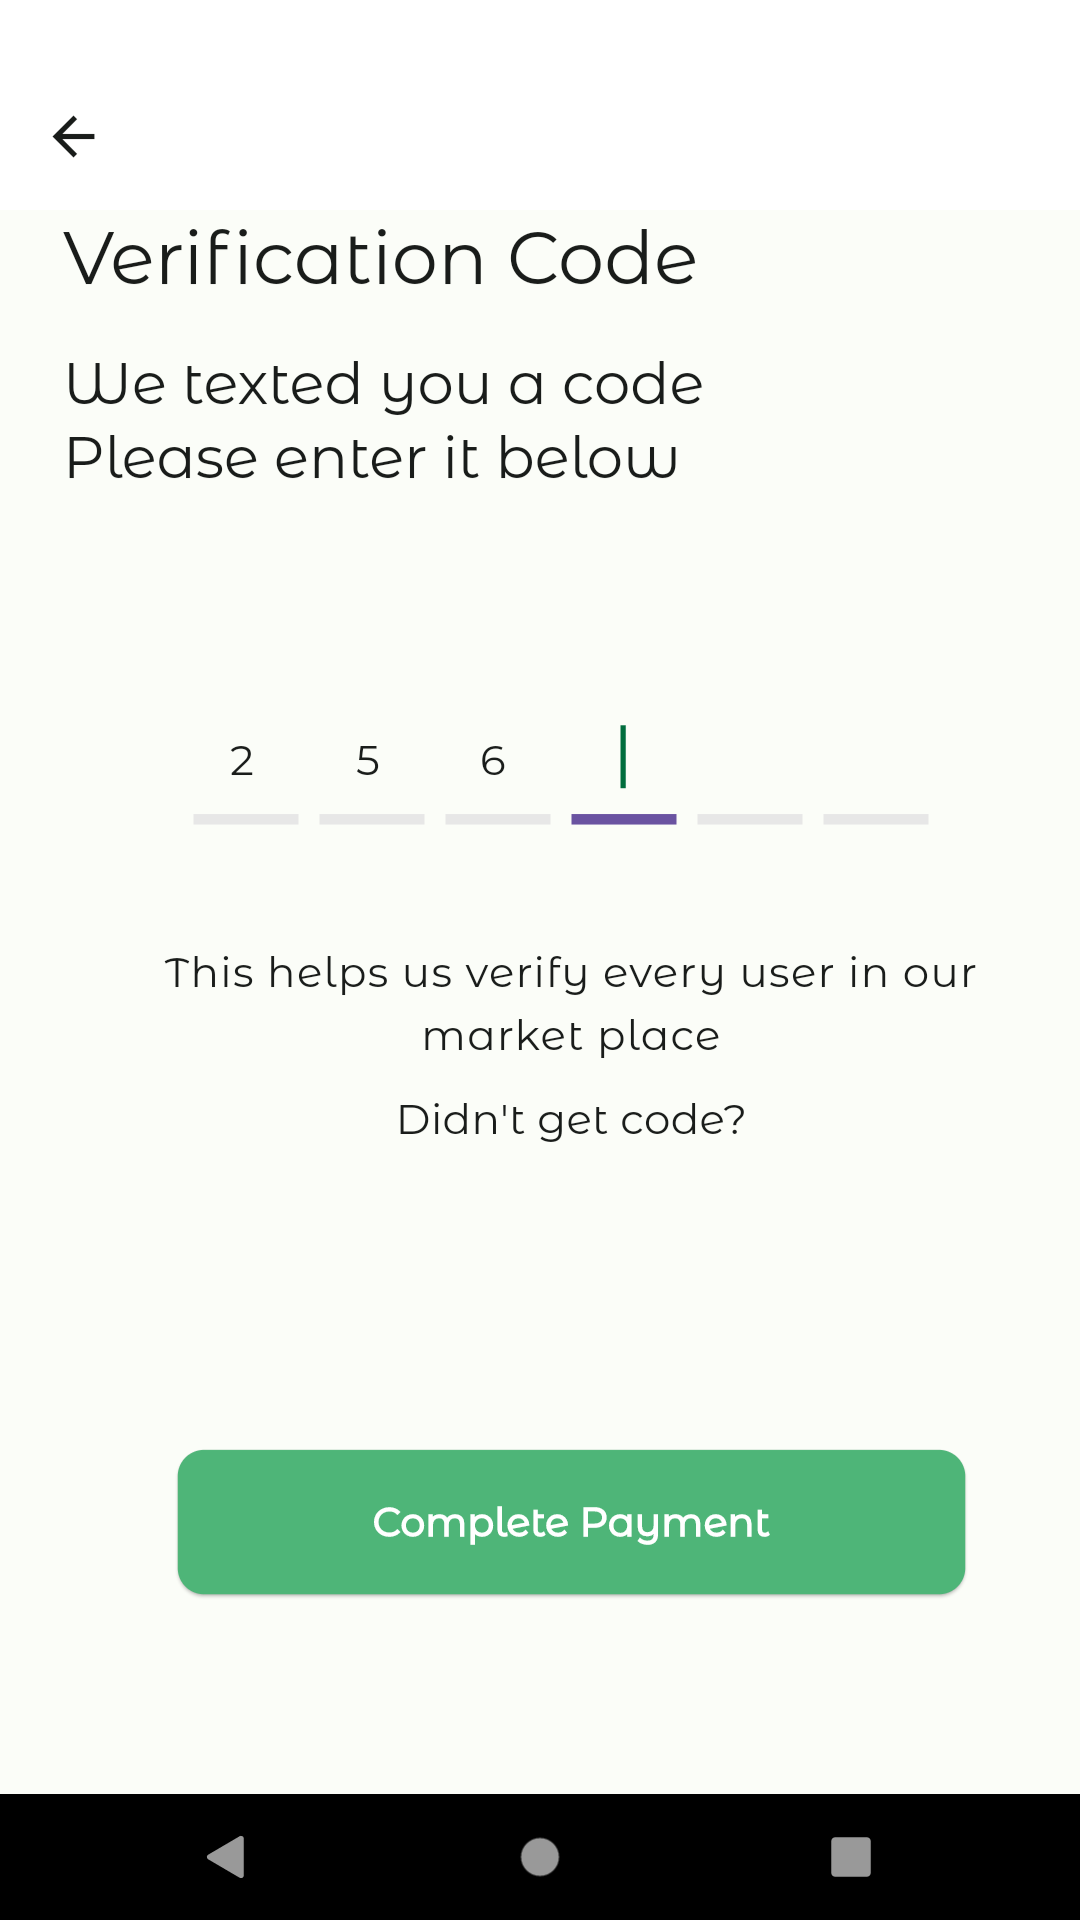 Verification Code
We texted you a code
Please enter it below
2 5 6
This helps us verify every user in our
market place
Didn't get code?
Complete Payment